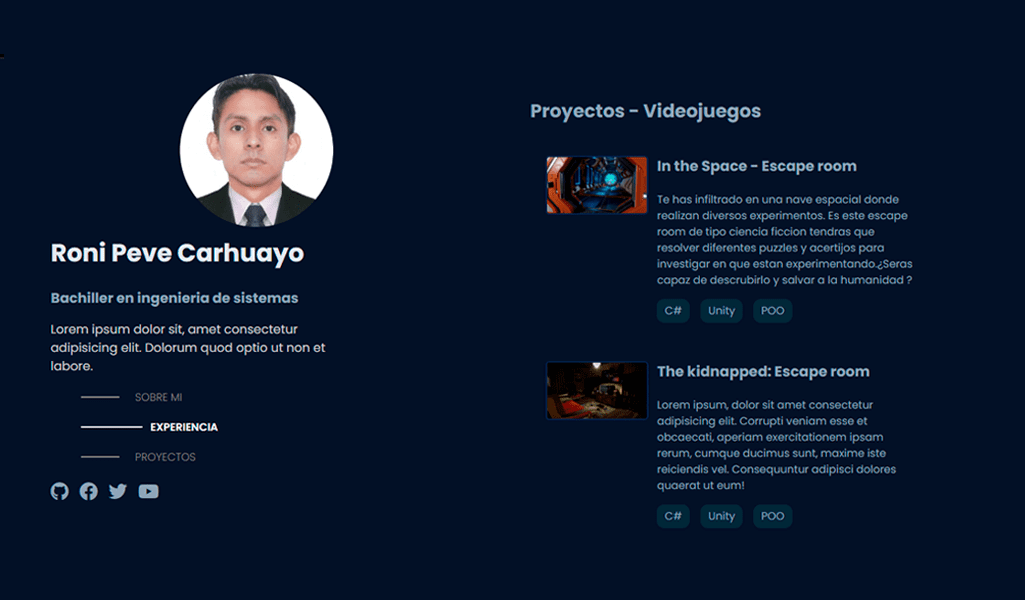 Roni Peve Carhuayo
Bachiller en ingenieria de sistemas
Lorem ipsum dolor sit, amet consectetur
adipisicing elit. Dolorum quod optio ut non et
labore.
SOBRE MI
EXPERIENCIA
PROYECTOS
Proyectos - Videojuegos
In the Space - Escape room
Te has infiltrado en una nave espacial donde
realizan diversos experimentos. Es este escape
room de tipo ciencia ficcion tendras que
resolver diferentes puzzles y acertijos para
investigar en que estan experimentando.¿Seras
capaz de descrubirlo y salvar a la humanidad ?
C# Unity POO
The kidnapped: Escape room
Lorem ipsum, dolor sit amet consectetur
adipisicing elit. Corrupti veniam esse et
obcaecati, aperiam exercitationem ipsam
rerum, cumque ducimus sunt, maxime iste
reiciendis vel. Consequuntur adipisci dolores
quaerat ut eum!
C# Unity POO